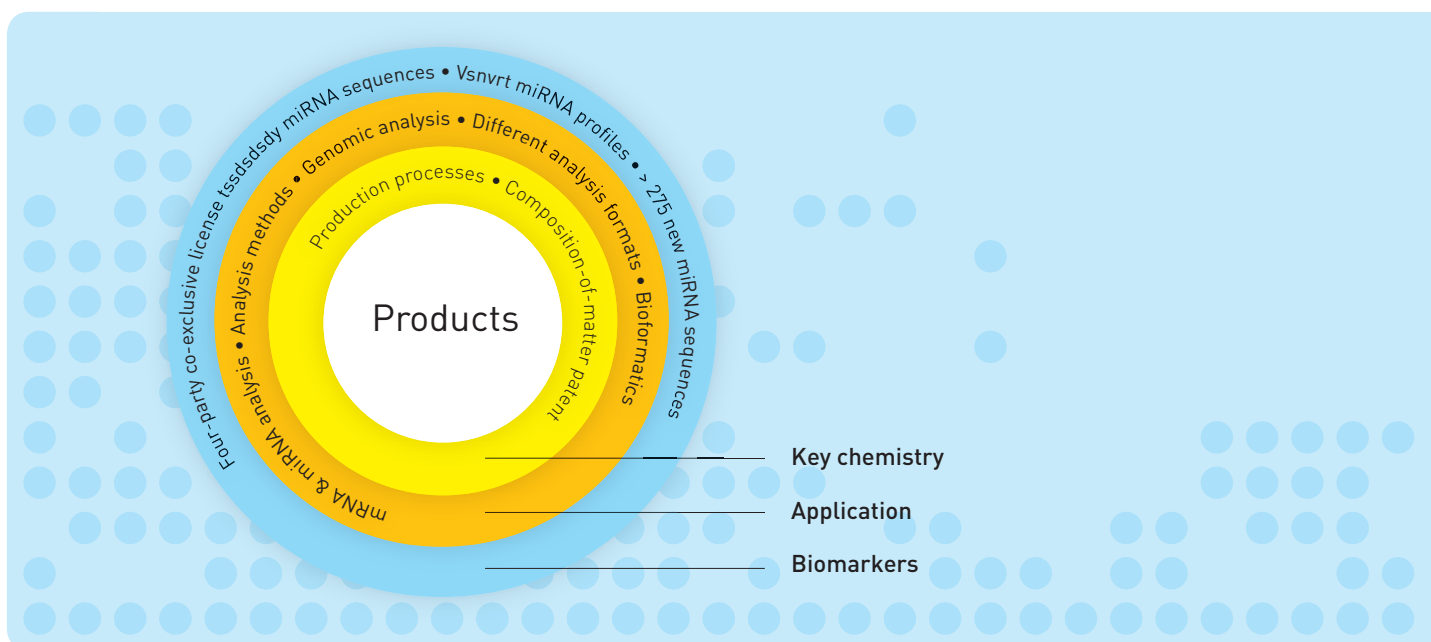 Four-party co-exclusive license tssdsdsdy miRNA sequences • Vsnvrt miRNA profiles • > 275 new miRNA sequences
mRNA & miRNA analysis • Analysis methods • Genomic analysis • Different analysis formats • Bioformatics
Production processes • Composition-of-matter patent
Products
Key chemistry
Application
Biomarkers